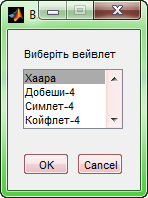 В...
Виберіть вейвлет
Хаара
Добеши-4
Симлет-4
Койфлет-4
OK
Cancel